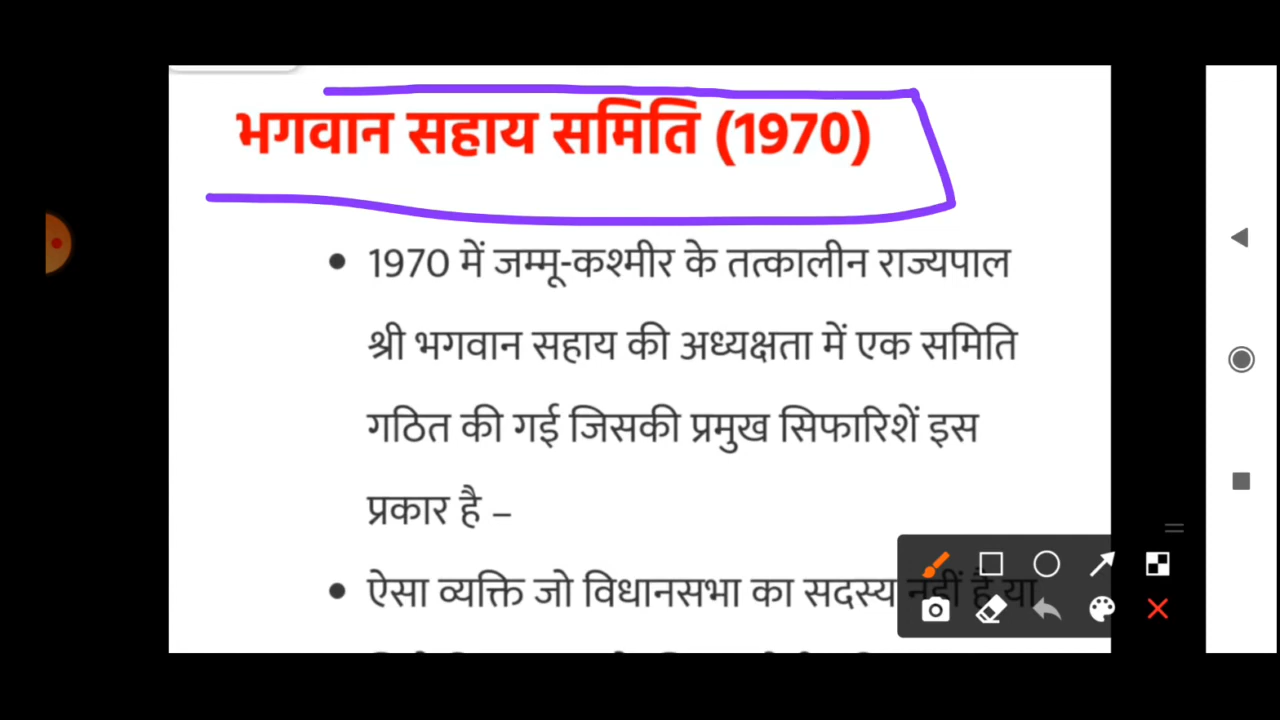 भगवान सहाय समिति (1970)
• 1970 में जम्मू-कश्मीर के तत्कालीन राज्यपाल
श्री भगवान सहाय की अध्यक्षता में एक समिति
गठित की गई जिसकी प्रमुख सिफारिशें इस
प्रकार है –
• ऐसा व्यक्ति जो विधानसभा का सदस्य नहीं है या